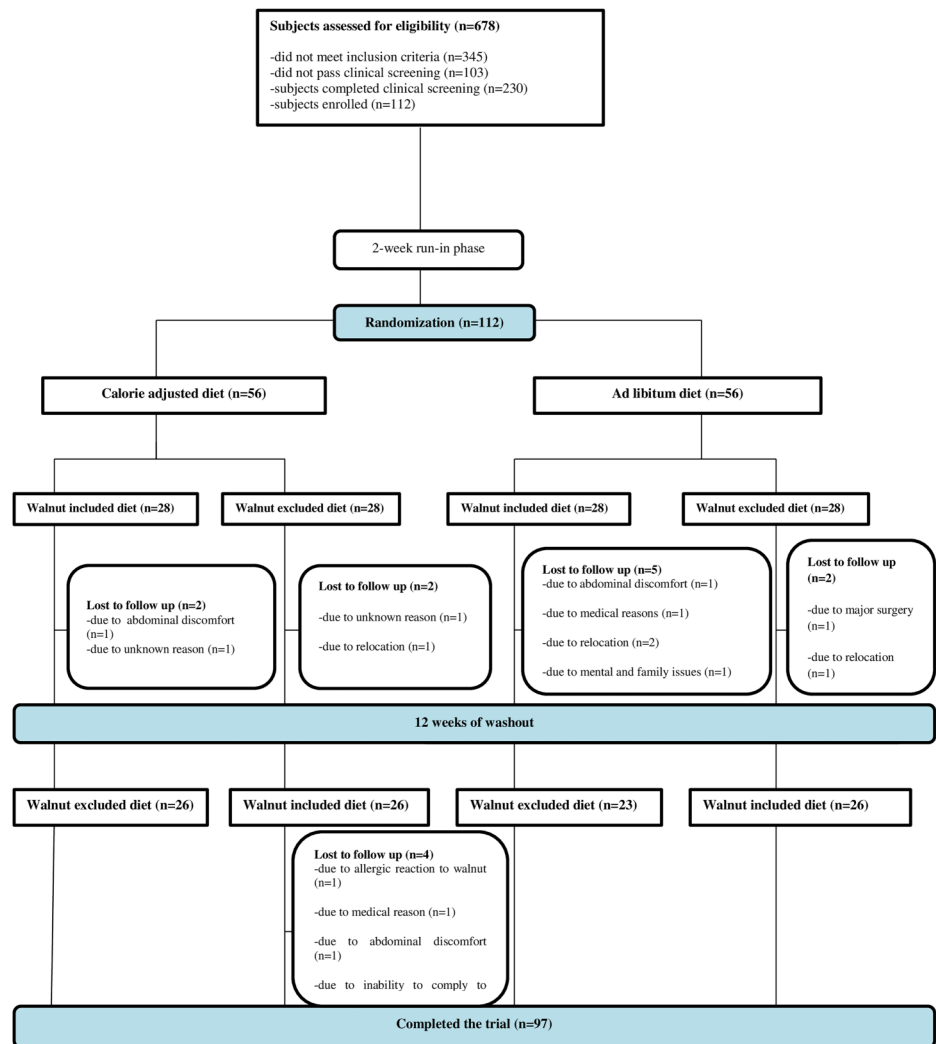 Subjects assessed for eligibility (n=678)
-did not meet inclusion criteria (n=345)
-did not pass clinical screening (n=103)
-subjects completed clinical screening (n=230)
-subjects enrolled (n=112)
2-week run-in phase
Randomization (n=112)
Calorie adjusted diet (n=56)
Ad libitum diet (n=56)
Walnut included diet (n=28)
Walnut excluded diet (n=28)
Walnut included diet (n=28)
Walnut excluded diet (n=28)
Lost to follow up (n=2)
-due to abdominal discomfort
(n=1)
-due to unknown reason (n=1)
Lost to follow up (n=2)
-due to unknown reason (n=1)
-due to relocation (n=1)
Lost to follow up (n=5)
-due to abdominal discomfort (n=1)
-due to medical reasons (n=1)
-due to relocation (n=2)
-due to mental and family issues (n=1)
Lost to follow up
(n=2)
-due to major surgery
(n=1)
-due to relocation
(n=1)
12 weeks of washout
Walnut excluded diet (n=26)
Walnut included diet (n=26)
Walnut excluded diet (n=23)
Walnut included diet (n=26)
Lost to follow up (n=4)
-due to allergic reaction to walnut
(n=1)
-due to medical reason (n=1)
-due to abdominal discomfort
(n=1)
-due to inability to comply to
Completed the trial (n=97)